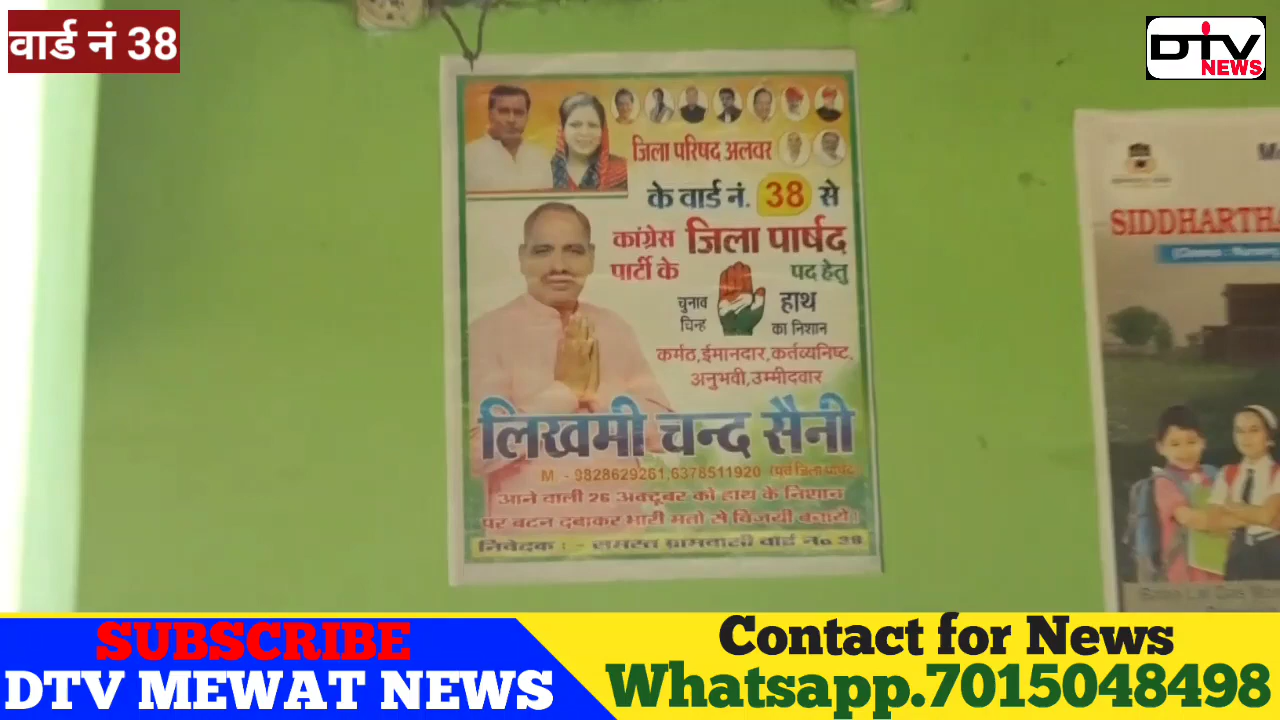 वार्ड नं 38
DTV
NEWS
जिला परिषद अलवर
के वार्ड नं. 38 से
कांग्रेस जिला पार्षद
पार्टी के पद हेतु
चुनाव चिन्ह हाथ का निशान
कर्मठ,ईमानदार,कर्तव्यनिष्ट,
अनुभवी,उम्मीदवार
लिखमी चन्द सैनी
M - 9828629261,6378511920 (पूर्व जिला पार्षद)
आने वाली 26 अक्टूबर को हाथ के निशान
पर बटन दबाकर भारी मतो से विजयी बनायें।
निवेदक : - समस्त ग्रामवासी वार्ड नं० 38
SIDDHARTHA
SUBSCRIBE
DTV MEWAT NEWS
Contact for News
Whatsapp.7015048498